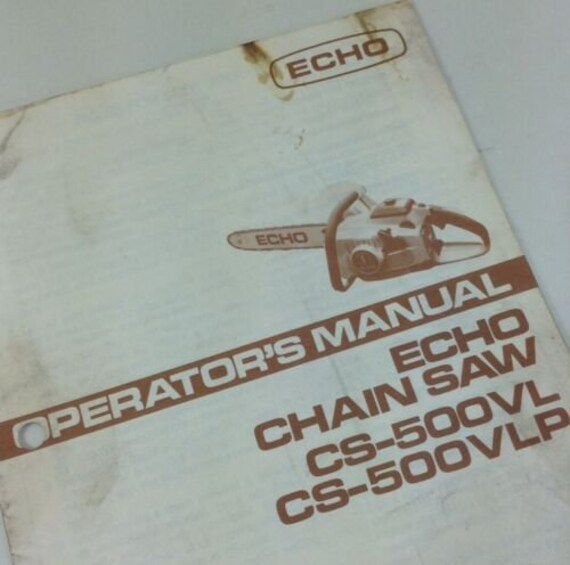 ECHO
ECHO
OPERATOR'S MANUAL
ECHO
CHAIN SAW
CS-500VL
CS-500VLP